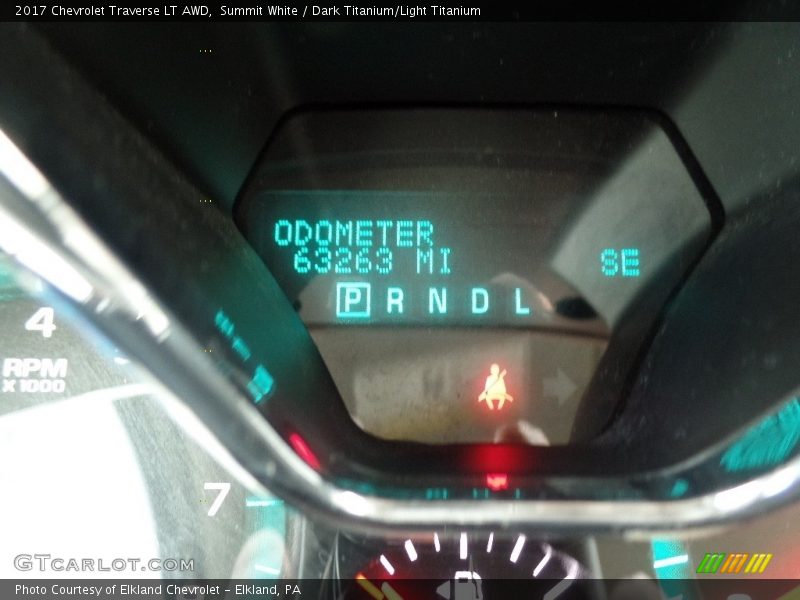 2017 Chevrolet Traverse LT AWD,  Summit White / Dark Titanium/Light Titanium
ODOMETER
63263 MI
SE
P R N D L
4
RPM
X 1000
7
GTCARLOT.COM
Photo Courtesy of Elkland Chevrolet - Elkland, PA